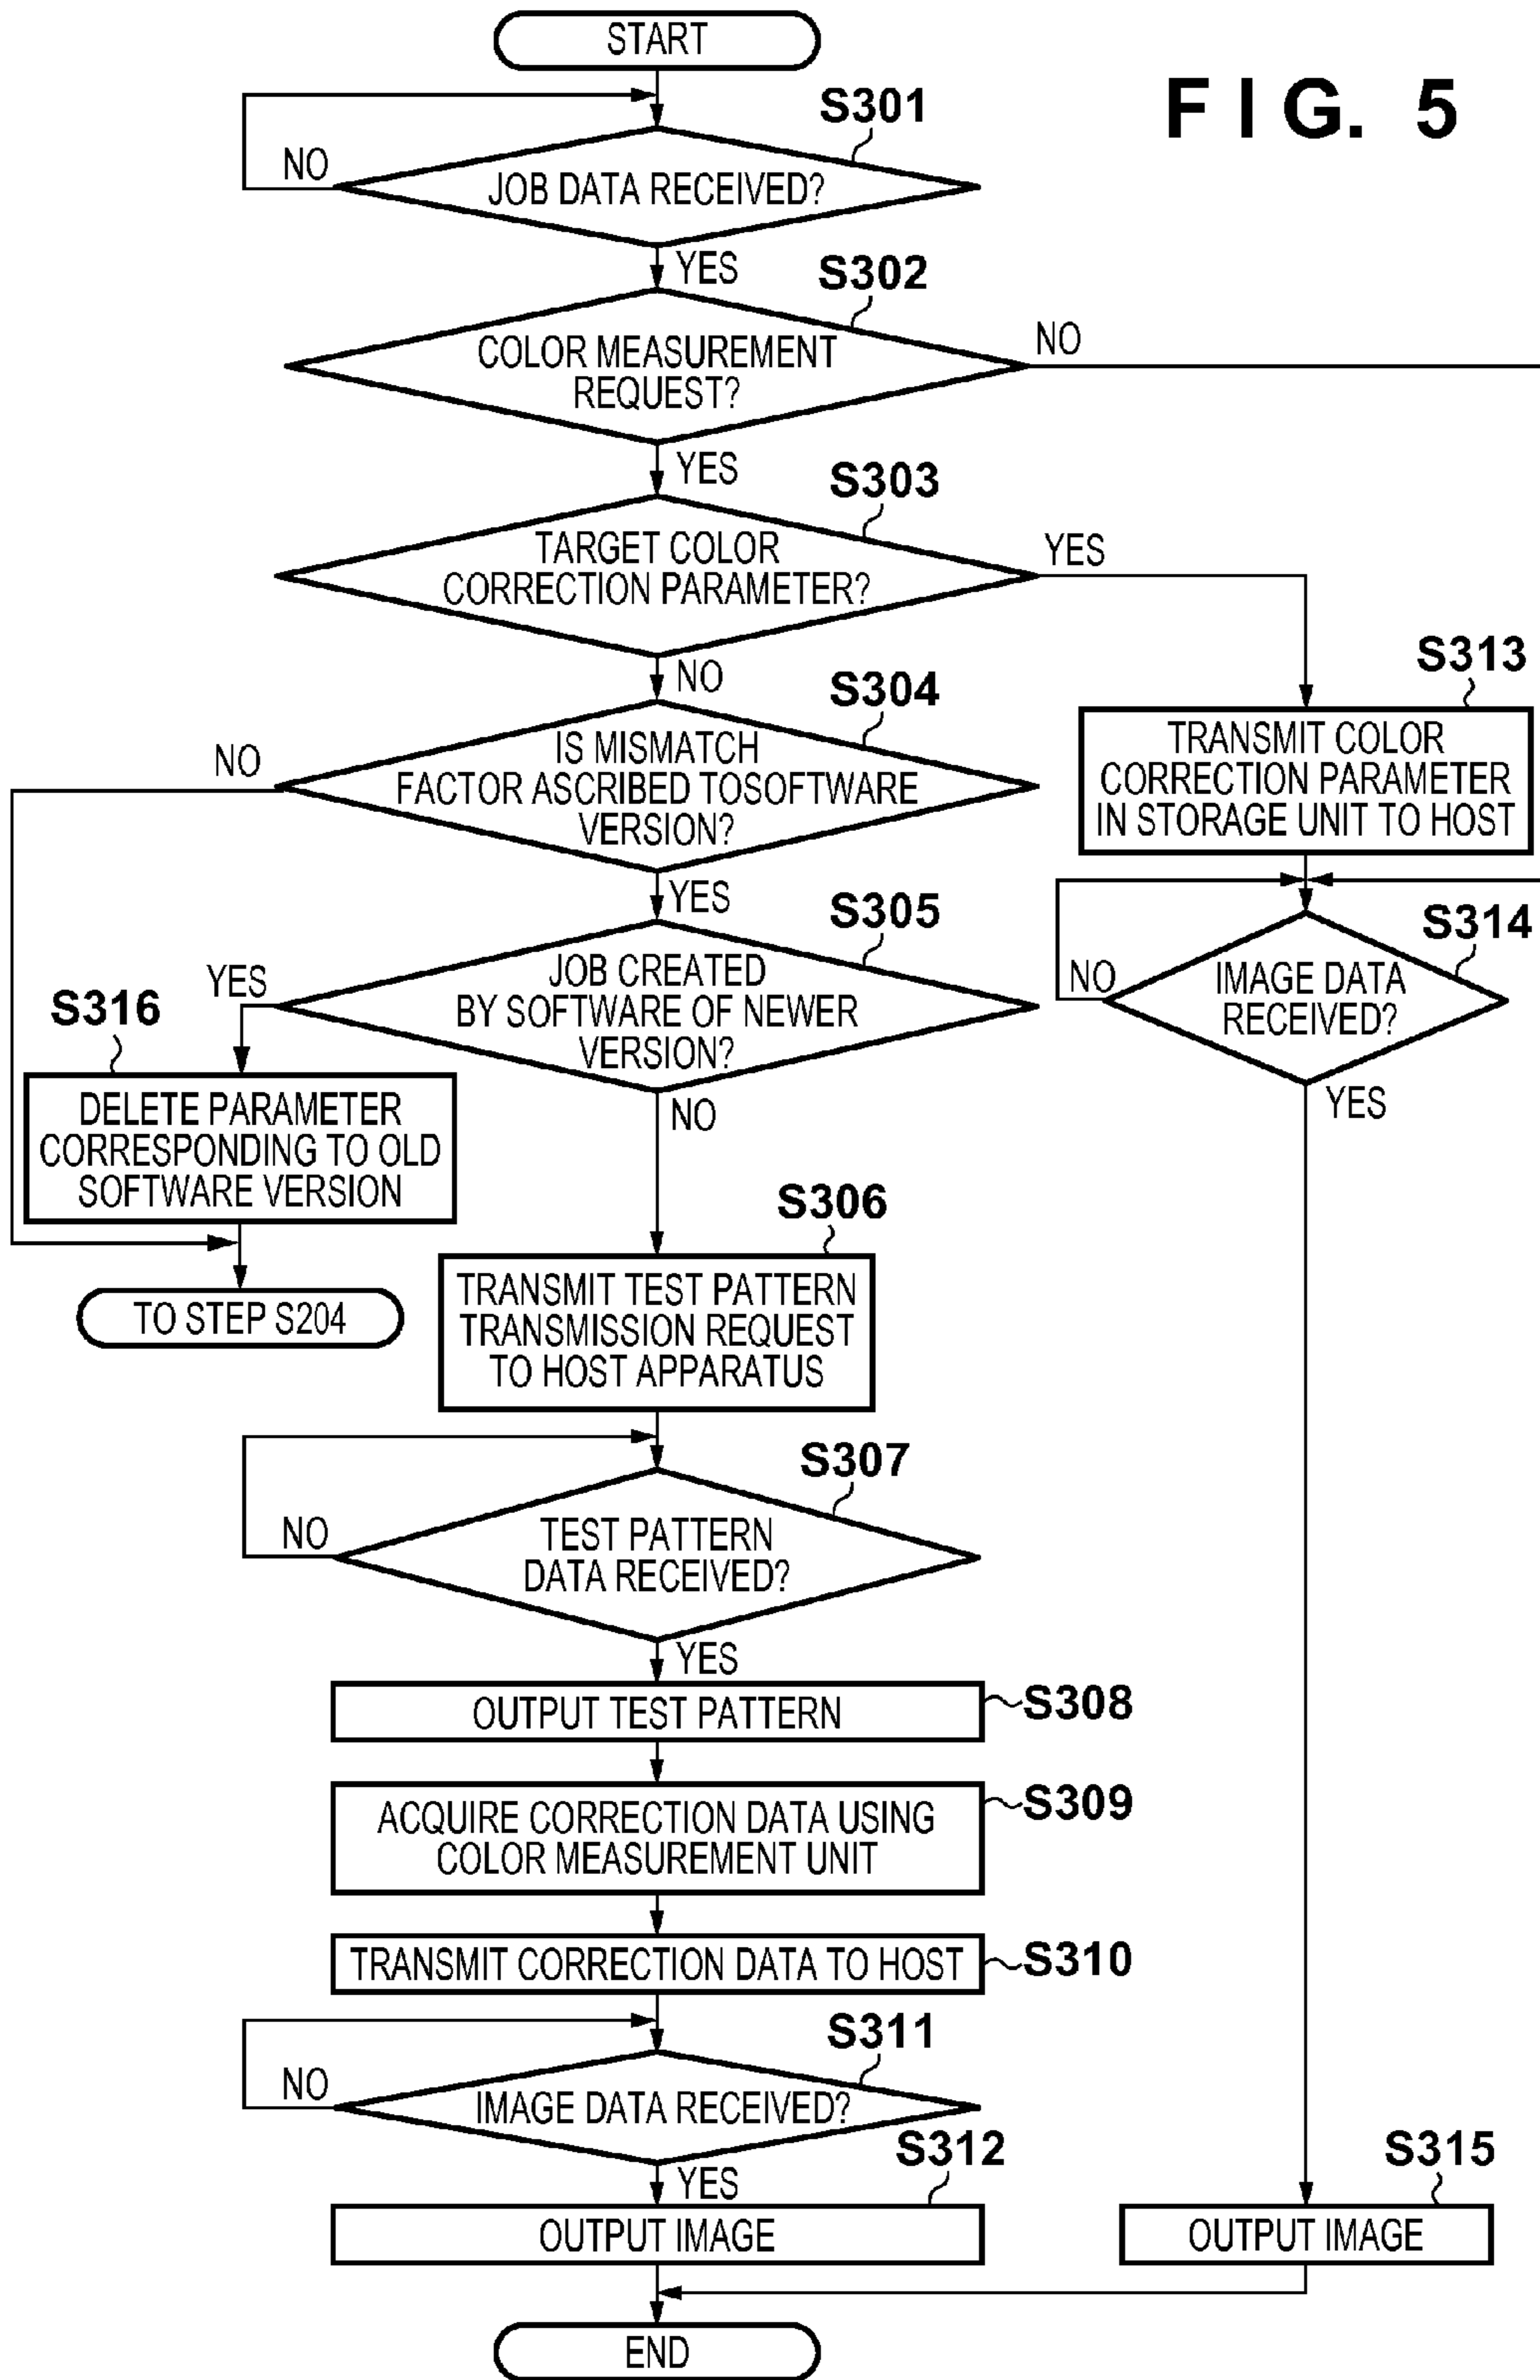 START
F I G. 5
S301
NO
JOB DATA RECEIVED?
YES
S302
COLOR MEASUREMENT
REQUEST?
NO
YES
S303
TARGET COLOR
CORRECTION PARAMETER?
YES
NO
S304
NO
IS MISMATCH
FACTOR ASCRIBED TOSOFTWARE
VERSION?
S313
TRANSMIT COLOR
CORRECTION PARAMETER
IN STORAGE UNIT TO HOST
YES
S305
YES
JOB CREATED
BY SOFTWARE OF NEWER
VERSION?
NO
S314
NO
IMAGE DATA
RECEIVED?
YES
S316
DELETE PARAMETER
CORRESPONDING TO OLD
SOFTWARE VERSION
TO STEP S204
S306
TRANSMIT TEST PATTERN
TRANSMISSION REQUEST
TO HOST APPARATUS
S307
NO
TEST PATTERN
DATA RECEIVED?
YES
OUTPUT TEST PATTERN
S308
ACQUIRE CORRECTION DATA USING
COLOR MEASUREMENT UNIT
S309
TRANSMIT CORRECTION DATA TO HOST
S310
S311
NO
IMAGE DATA RECEIVED?
YES
S312
OUTPUT IMAGE
S315
OUTPUT IMAGE
END